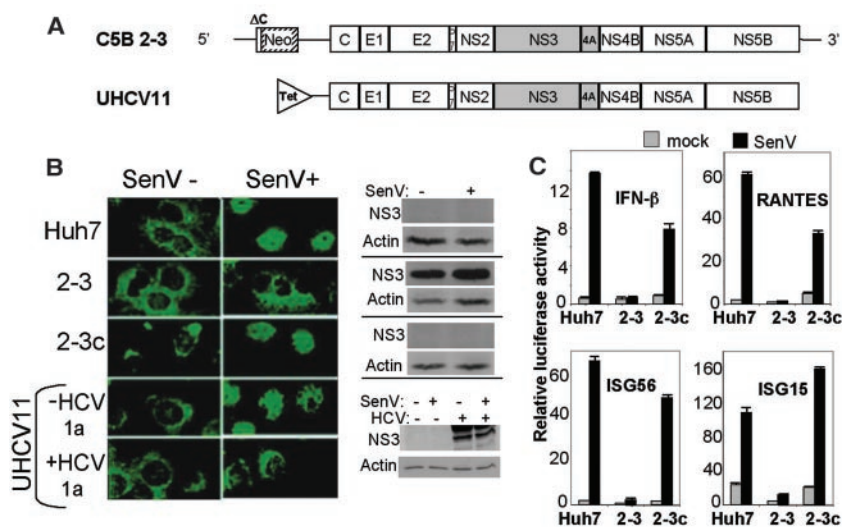 A
ΔC
C5B 2-3 5' Neo C E1 E2 NS2 NS3 4A NS4B NS5A NS5B 3'
UHCV11 Tet C E1 E2 NS2 NS3 4A NS4B NS5A NS5B
B
SenV - SenV+
Huh7
2-3
2-3c
UHCV11
-HCV
1a
+HCV
1a
SenV: - +
NS3
Actin
NS3
Actin
NS3
Actin
SenV: - + - +
HCV: - - + +
NS3
Actin
C
mock SenV
Relative luciferase activity
IFN-β
12
8
4
0
Huh7 2-3 2-3c
RANTES
60
40
20
0
Huh7 2-3 2-3c
ISG56
60
40
20
0
Huh7 2-3 2-3c
ISG15
160
120
80
40
0
Huh7 2-3 2-3c